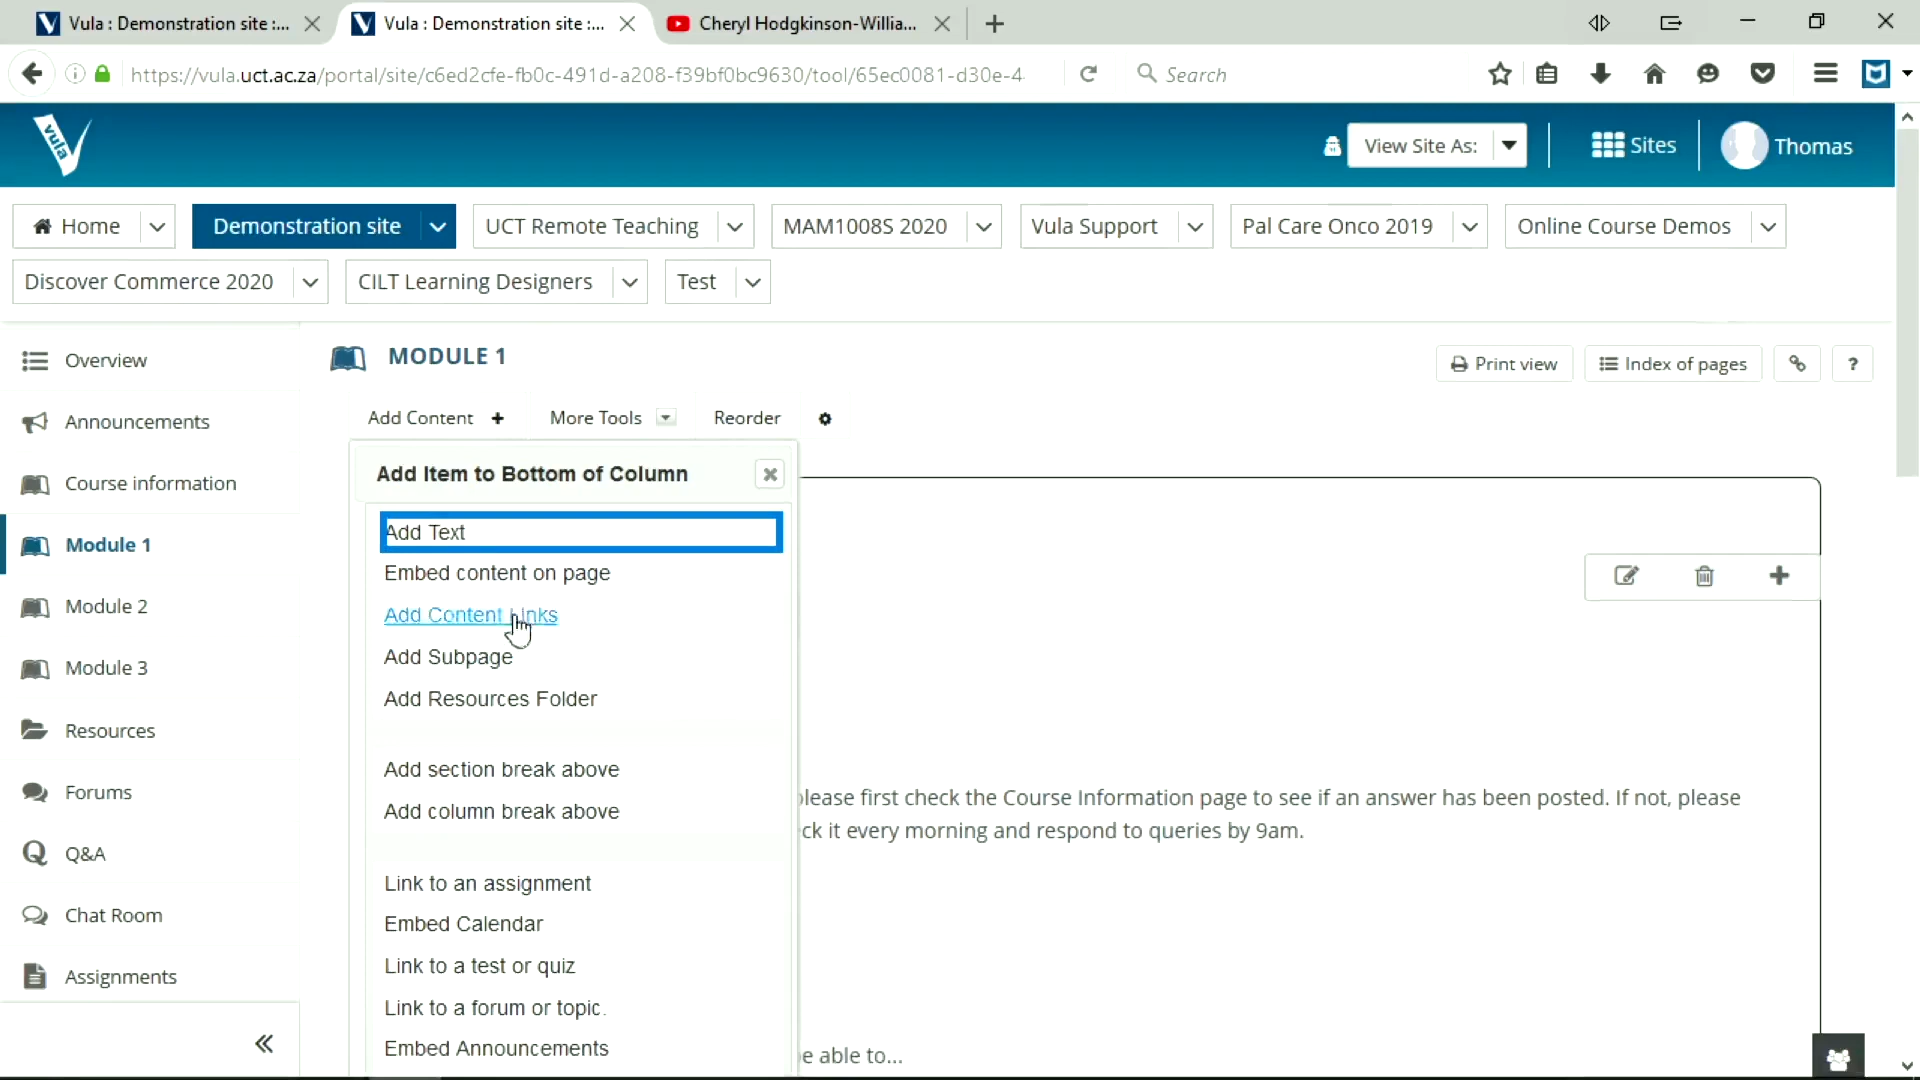 Vula : Demonstration site :...
Vula : Demonstration site :...
Cheryl Hodgkinson-Willia...
https://vula.uct.ac.za/portal/site/c6ed2cfe-fb0c-491d-a208-f39bf0bc9630/tool/65ec0081-d30e-4
Search
vula
View Site As:
Sites
Thomas
Home
Demonstration site
UCT Remote Teaching
MAM1008S 2020
Vula Support
Pal Care Onco 2019
Online Course Demos
Discover Commerce 2020
CILT Learning Designers
Test
Overview
Announcements
Course information
Module 1
Module 2
Module 3
Resources
Forums
Q&A
Chat Room
Assignments
MODULE 1
Print view
Index of pages
?
Add Content
More Tools
Reorder
Add Item to Bottom of Column
Add Text
Embed content on page
Add Content Links
Add Subpage
Add Resources Folder
Add section break above
Add column break above
Link to an assignment
Embed Calendar
Link to a test or quiz
Link to a forum or topic.
Embed Announcements
please first check the Course Information page to see if an answer has been posted. If not, please
ck it every morning and respond to queries by 9am.
e able to...